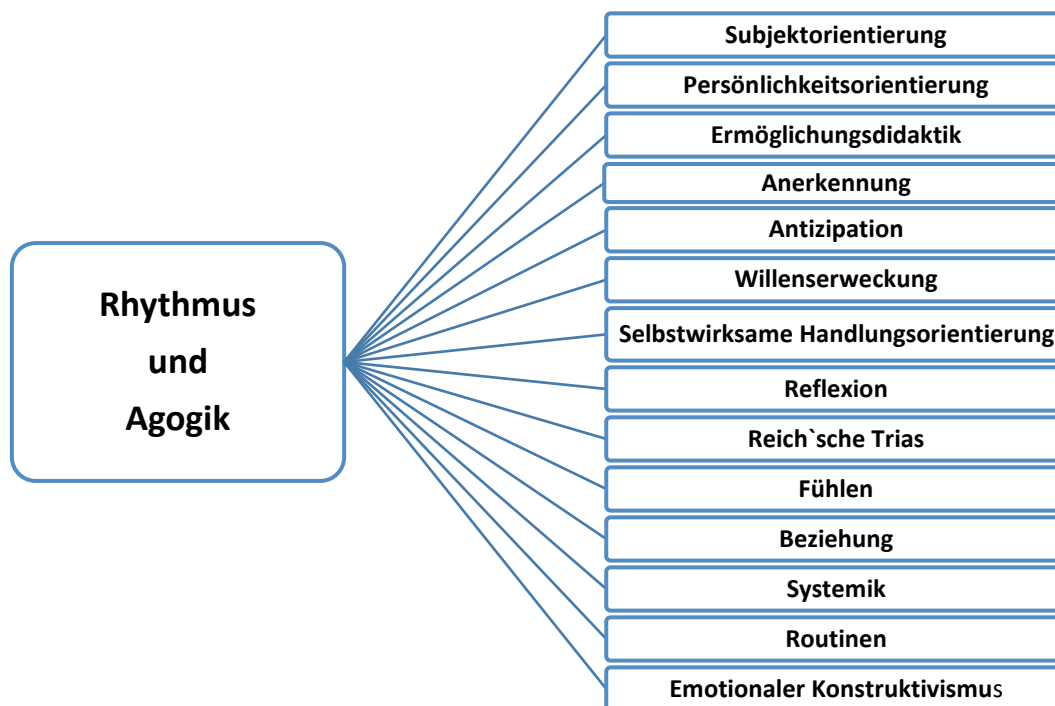 Rhythmus
und
Agogik
Subjektorientierung
Persönlichkeitsorientierung
Ermöglichungsdidaktik
Anerkennung
Antizipation
Willenserweckung
Selbstwirksame Handlungsorientierung
Reflexion
Reich`sche Trias
Fühlen
Beziehung
Systemik
Routinen
Emotionaler Konstruktivismus